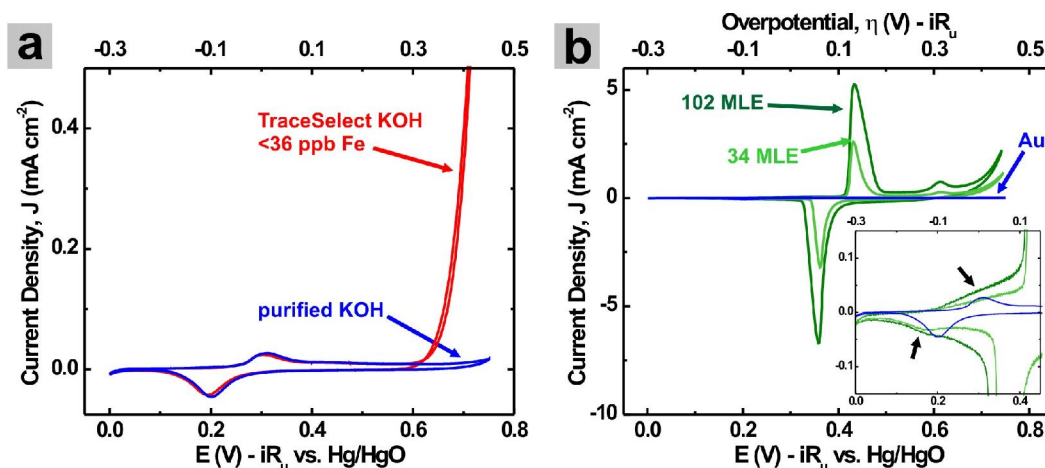 a
-0.3 -0.1 0.1 0.3 0.5
Current Density, J (mA cm-2)
0.4
0.2
0.0
TraceSelect KOH
<36 ppb Fe
purified KOH
0.0 0.2 0.4 0.6 0.8
E (V) - iRu vs. Hg/HgO
b
Overpotential, η (V) - iRu
-0.3 -0.1 0.1 0.3 0.5
Current Density, J (mA cm-2)
5
0
-5
-10
102 MLE
34 MLE
Au
-0.3 -0.1 0.1
0.1
0.0
-0.1
0.0 0.2 0.4
0.0 0.2 0.4 0.6 0.8
E (V) - iRu vs. Hg/HgO